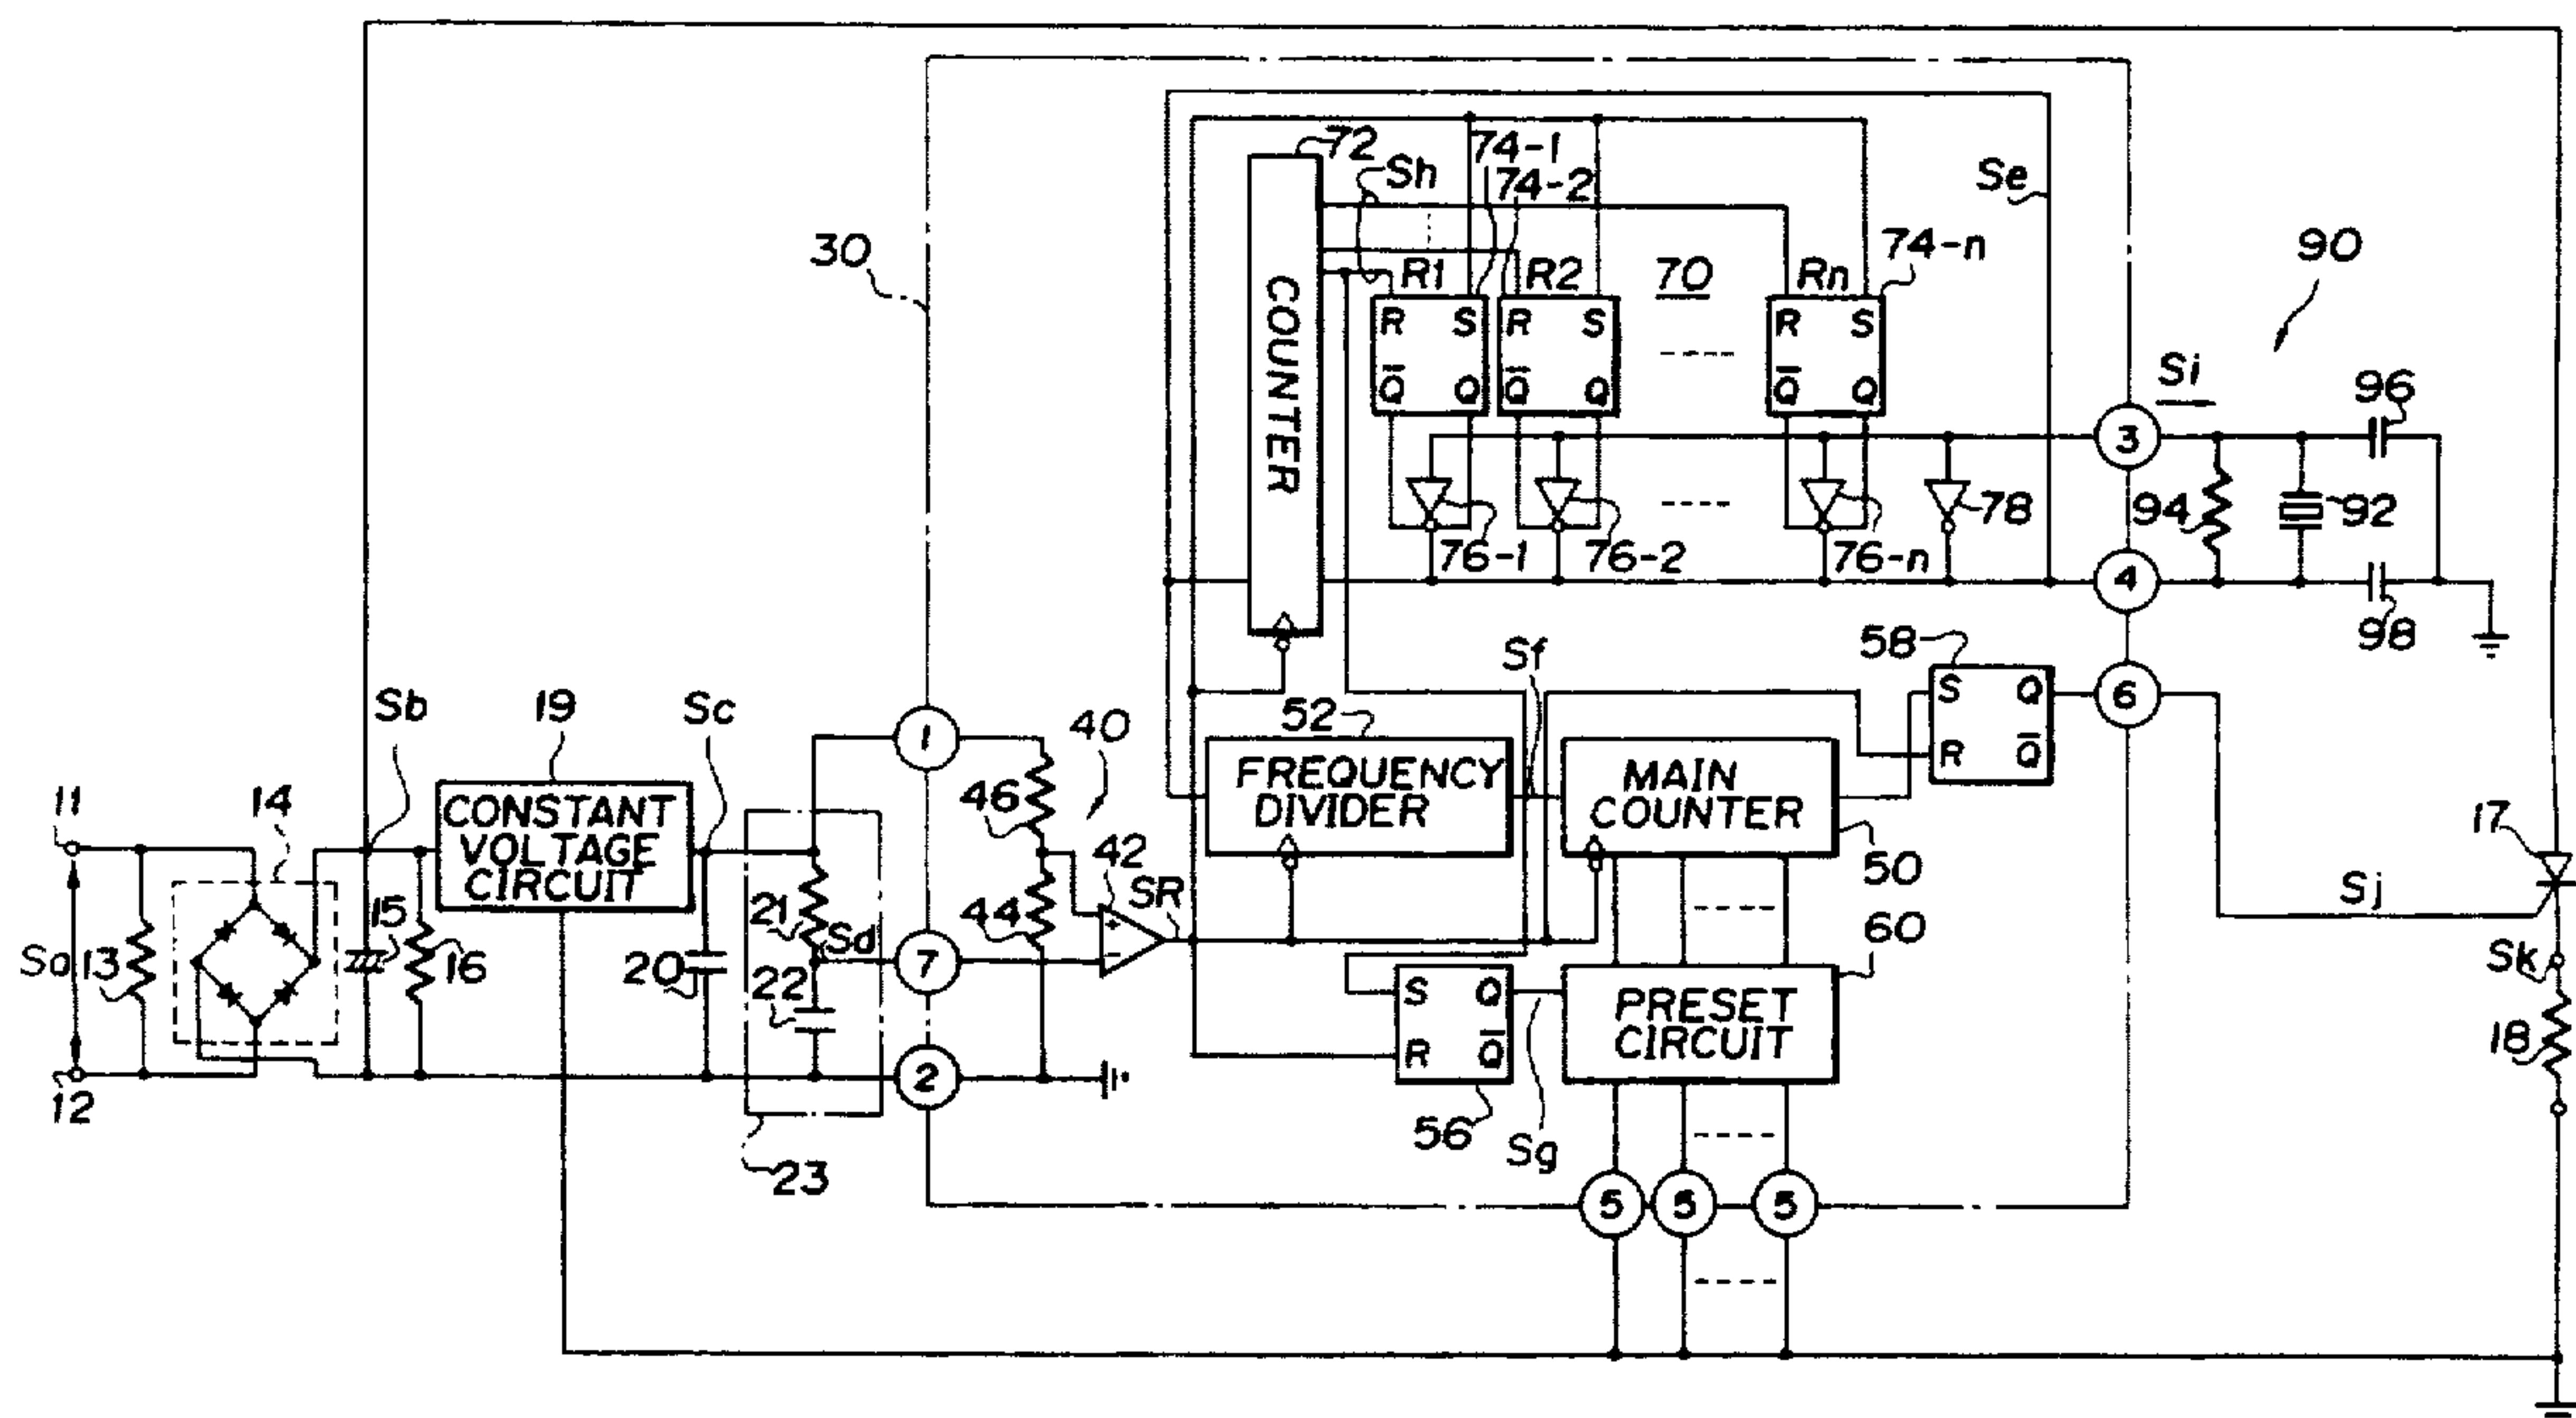 72
Sh
74-1
74-2
Se
30
R1
R2
70
Rn
74-n
90
COUNTER
R S
Q̅ Q
R S
Q̅ Q
R S
Q̅ Q
Si
96
3
76-1
76-2
76-n
78
94
92
4
98
58
Sf
S Q
R Q̅
6
Sb
19
Sc
1
40
52
FREQUENCY
DIVIDER
MAIN
COUNTER
50
17
11
14
CONSTANT
VOLTAGE
CIRCUIT
46
42
SR
Sj
Sa
13
15
16
20
21
Sd
22
7
44
60
S Q
R Q̅
PRESET
CIRCUIT
Sk
18
12
2
23
56
Sg
5 5 5